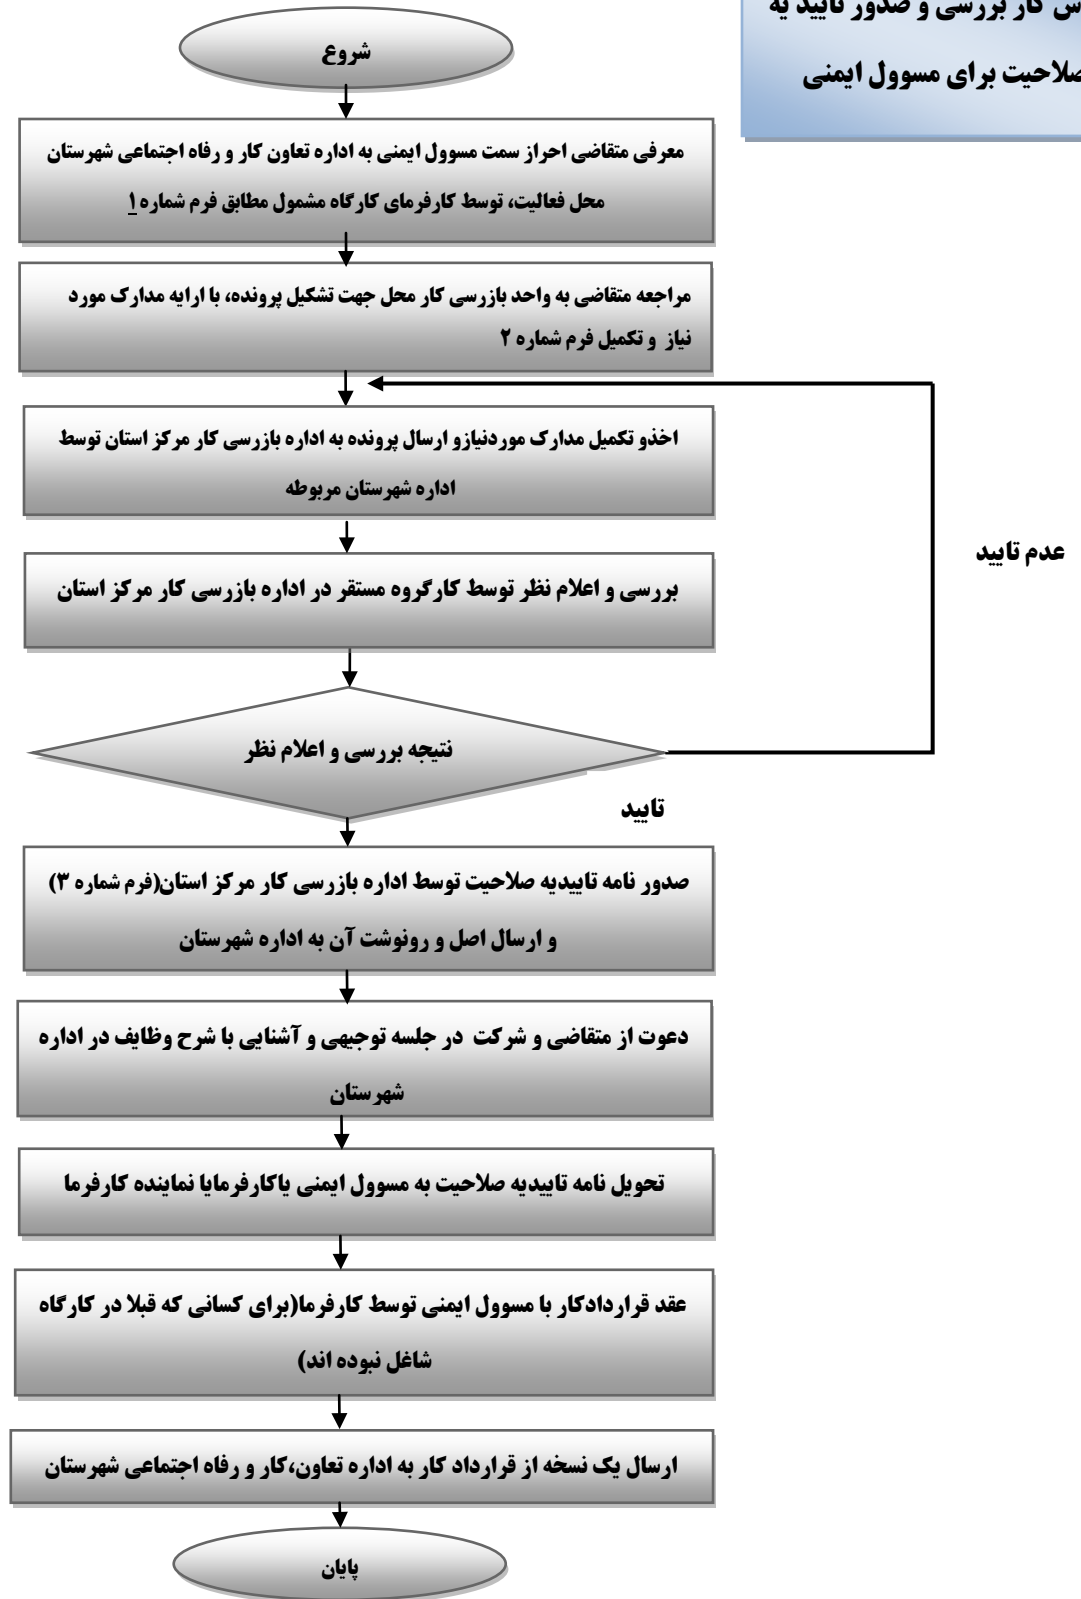 کار بررسی و صدور تایید یه
صلاحیت برای مسوول ایمنی
شروع
معرفی متقاضی احراز سمت مسوول ایمنی به اداره تعاون کار و رفاه اجتماعی شهرستان
محل فعالیت، توسط کارفرمای کارگاه مشمول مطابق فرم شماره ۱
مراجعه متقاضی به واحد بازرسی کار محل جهت تشکیل پرونده، با ارایه مدارک مورد
نیاز و تکمیل فرم شماره ۲
اخذو تکمیل مدارک موردنیازو ارسال پرونده به اداره بازرسی کار مرکز استان توسط
اداره شهرستان مربوطه
بررسی و اعلام نظر توسط کارگروه مستقر در اداره بازرسی کار مرکز استان
عدم تایید
نتیجه بررسی و اعلام نظر
تایید
صدور نامه تاییدیه صلاحیت توسط اداره بازرسی کار مرکز استان(فرم شماره ۳)
و ارسال اصل و رونوشت آن به اداره شهرستان
دعوت از متقاضی و شرکت در جلسه توجیهی و آشنایی با شرح وظایف در اداره
شهرستان
تحویل نامه تاییدیه صلاحیت به مسوول ایمنی یاکارفرمایا نماینده کارفرما
عقد قراردادکار با مسوول ایمنی توسط کارفرما(برای کسانی که قبلا در کارگاه
شاغل نبوده اند)
ارسال یک نسخه از قرارداد کار به اداره تعاون،کار و رفاه اجتماعی شهرستان
پایان